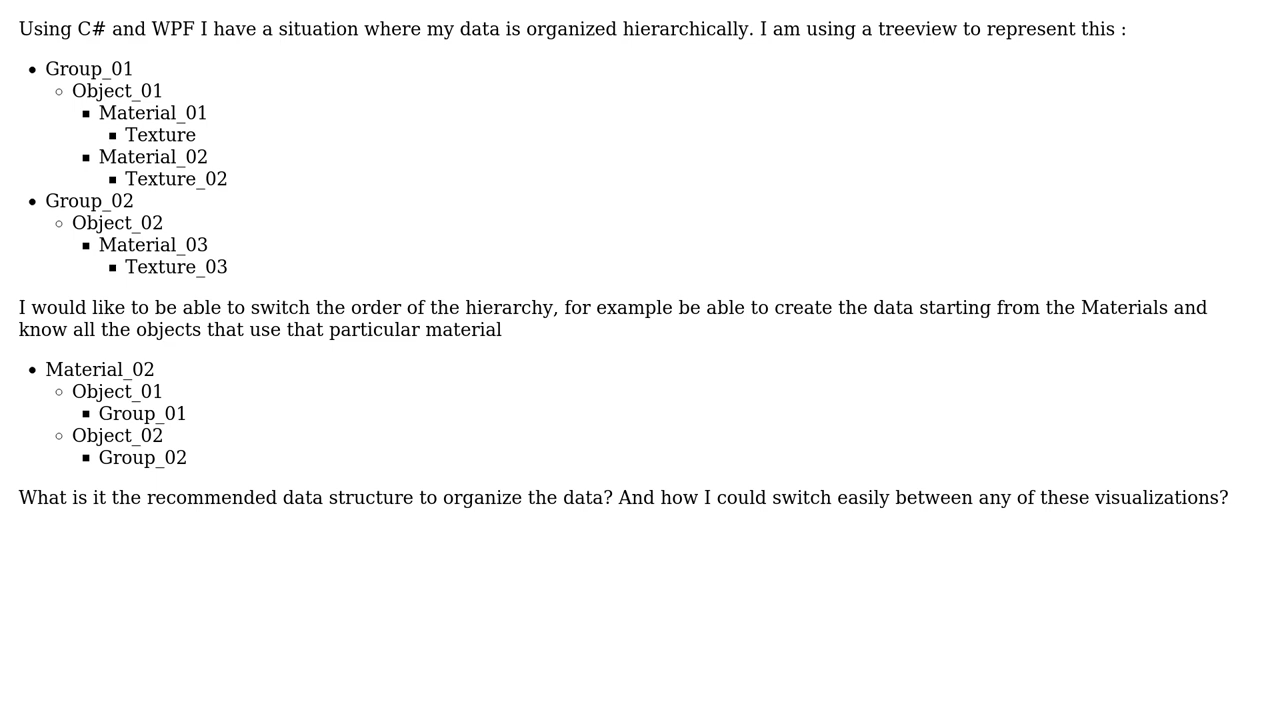 Using C# and WPF I have a situation where my data is organized hierarchically. I am using a treeview to represent this :
Group_01
Object_01
Material_01
Texture
Material_02
Texture_02
Group_02
Object_02
Material_03
Texture_03
I would like to be able to switch the order of the hierarchy, for example be able to create the data starting from the Materials and
know all the objects that use that particular material
Material_02
Object_01
Group_01
Object_02
Group_02
What is it the recommended data structure to organize the data? And how I could switch easily between any of these visualizations?